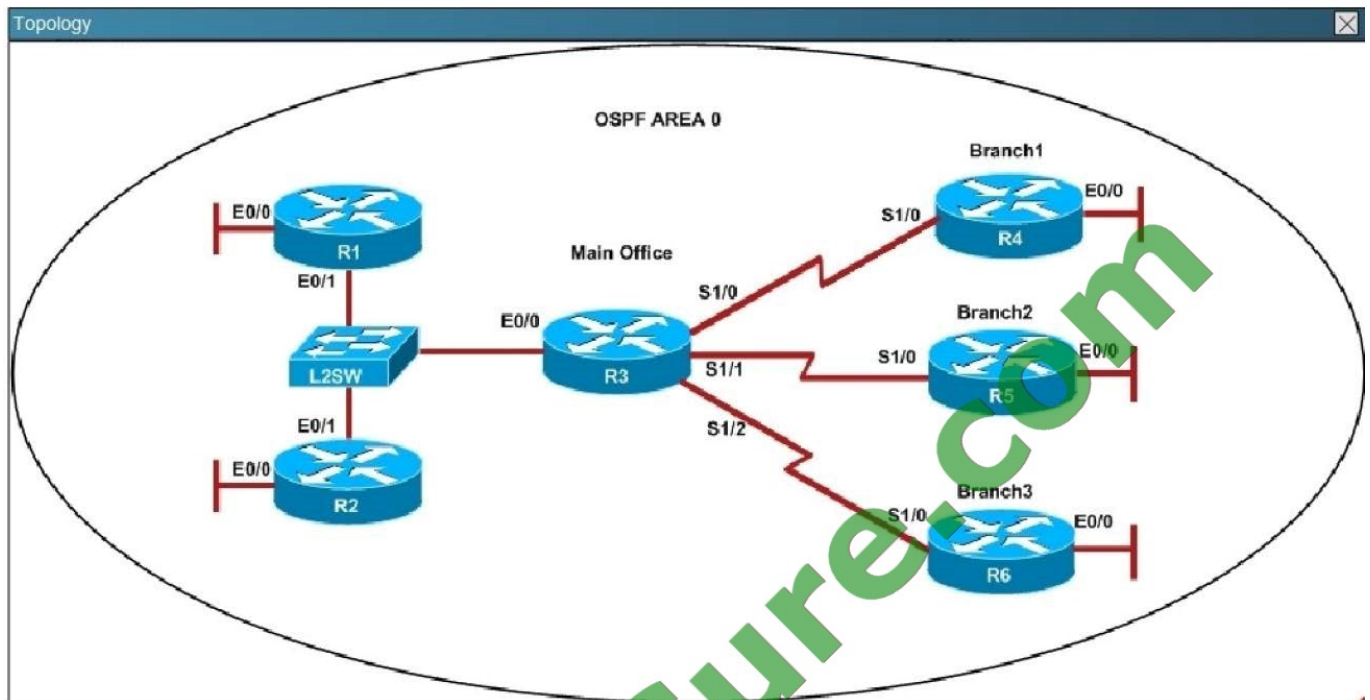 Topology
OSPF AREA 0
Branch1
E0/0
E0/0
S1/0
R1
R4
Main Office
E0/1
S1/0
Branch2
E0/0
S1/0
E0/0
L2SW
R3
S1/1
R5
E0/1
S1/2
E0/0
Branch3
R2
S1/0
E0/0
R6
ure.com